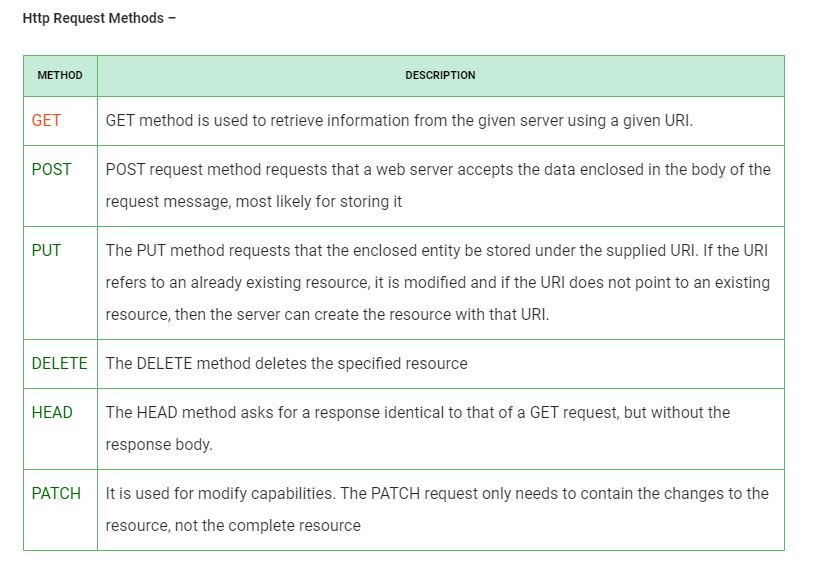 Http Request Methods –
METHOD DESCRIPTION
GET GET method is used to retrieve information from the given server using a given URI.
POST POST request method requests that a web server accepts the data enclosed in the body of the
request message, most likely for storing it
PUT The PUT method requests that the enclosed entity be stored under the supplied URI. If the URI
refers to an already existing resource, it is modified and if the URI does not point to an existing
resource, then the server can create the resource with that URI.
DELETE The DELETE method deletes the specified resource
HEAD The HEAD method asks for a response identical to that of a GET request, but without the
response body.
PATCH It is used for modify capabilities. The PATCH request only needs to contain the changes to the
resource, not the complete resource